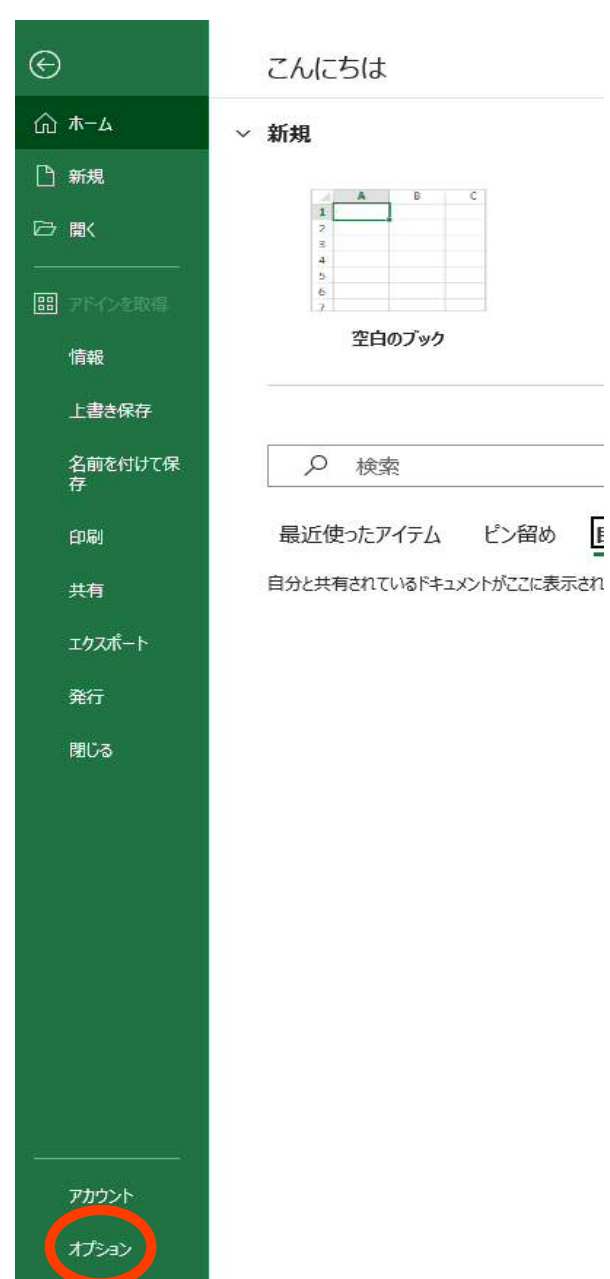 こんにちは
ホーム
新規
開く
アドインを取得
情報
上書き保存
名前を付けて保
存
印刷
共有
エクスポート
発行
閉じる
アカウント
オプション
新規
A B C
1
2
3
4
5
6
7
空白のブック
検索
最近使ったアイテム ピン留め
自分と共有されているドキュメントがここに表示され